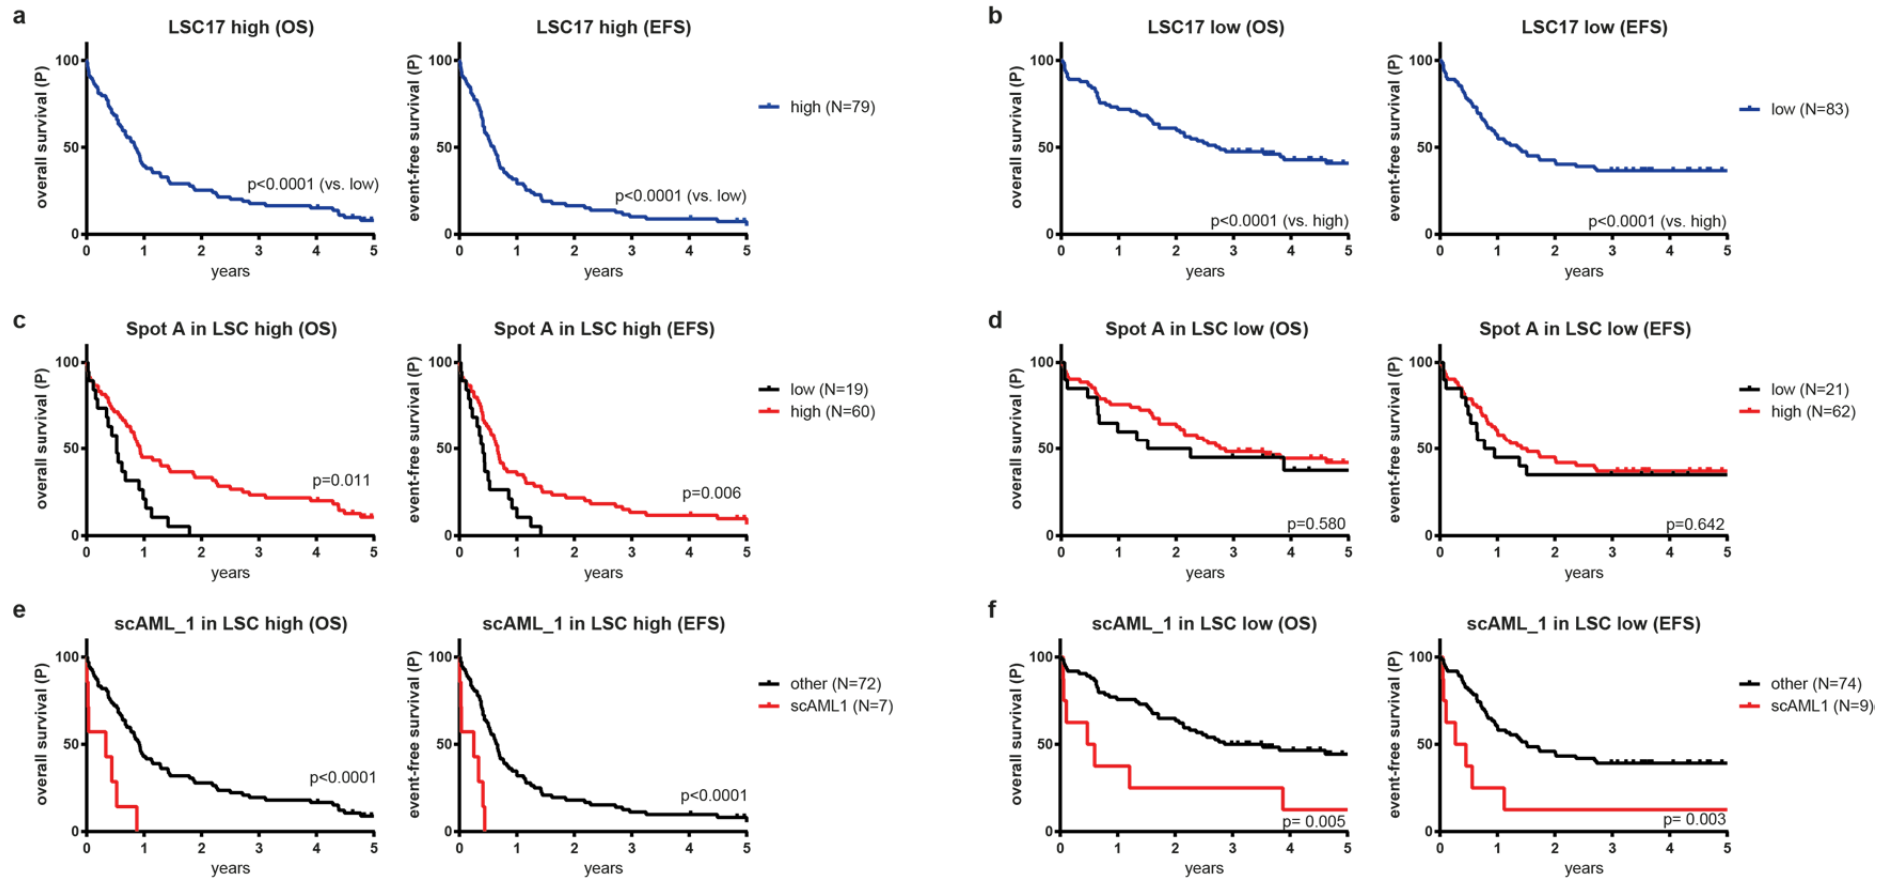 a
LSC17 high (OS)
overall survival (P)
100
50
0
p<0.0001 (vs. low)
0 1 2 3 4 5
years
LSC17 high (EFS)
event-free survival (P)
100
50
0
p<0.0001 (vs. low)
0 1 2 3 4 5
years
high (N=79)
b
LSC17 low (OS)
overall survival (P)
100
50
0
p<0.0001 (vs. high)
0 1 2 3 4 5
years
LSC17 low (EFS)
event-free survival (P)
100
50
0
p<0.0001 (vs. high)
0 1 2 3 4 5
years
low (N=83)
c
Spot A in LSC high (OS)
overall survival (P)
100
50
0
p=0.011
0 1 2 3 4 5
years
Spot A in LSC high (EFS)
event-free survival (P)
100
50
0
p=0.006
0 1 2 3 4 5
years
low (N=19)
high (N=60)
d
Spot A in LSC low (OS)
overall survival (P)
100
50
0
p=0.580
0 1 2 3 4 5
years
Spot A in LSC low (EFS)
event-free survival (P)
100
50
0
p=0.642
0 1 2 3 4 5
years
low (N=21)
high (N=62)
e
scAML_1 in LSC high (OS)
overall survival (P)
100
50
0
p<0.0001
0 1 2 3 4 5
years
scAML_1 in LSC high (EFS)
event-free survival (P)
100
50
0
p<0.0001
0 1 2 3 4 5
years
other (N=72)
scAML1 (N=7)
f
scAML_1 in LSC low (OS)
overall survival (P)
100
50
0
p= 0.005
0 1 2 3 4 5
years
scAML_1 in LSC low (EFS)
event-free survival (P)
100
50
0
p= 0.003
0 1 2 3 4 5
years
other (N=74)
scAML1 (N=9)